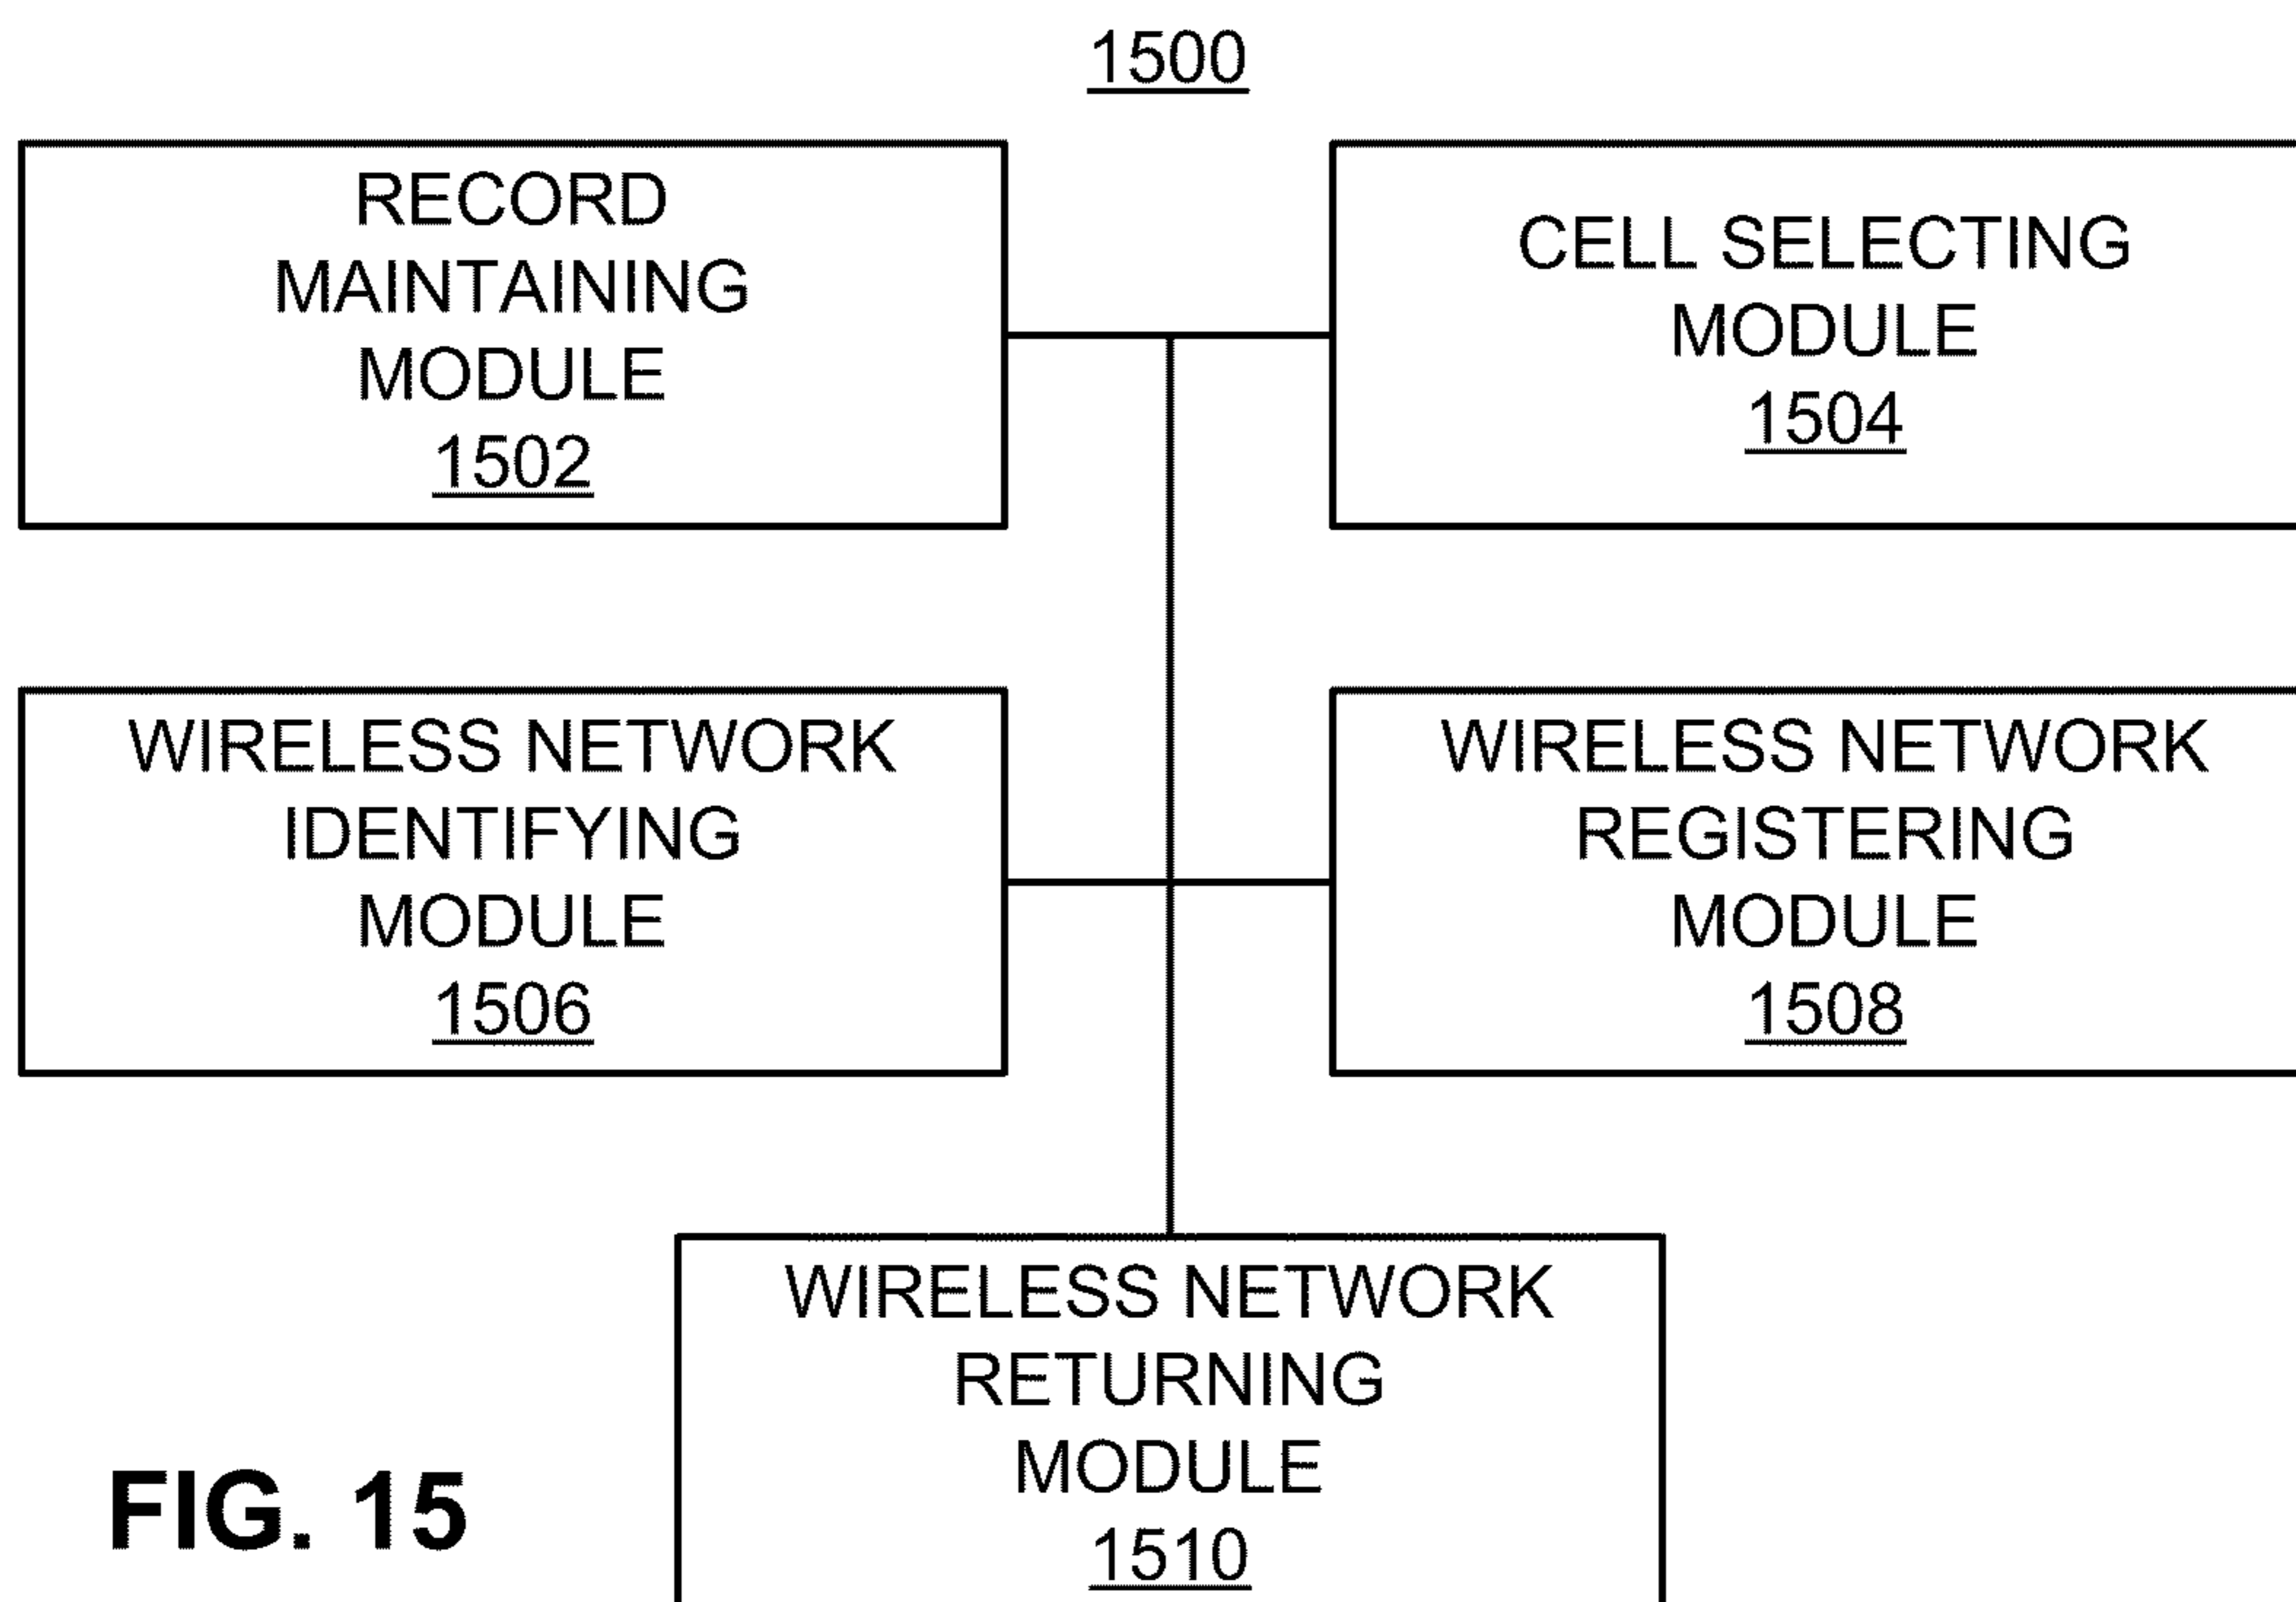 1500
RECORD
MAINTAINING
MODULE
1502
CELL SELECTING
MODULE
1504
WIRELESS NETWORK
IDENTIFYING
MODULE
1506
WIRELESS NETWORK
REGISTERING
MODULE
1508
WIRELESS NETWORK
RETURNING
MODULE
1510
FIG. 15